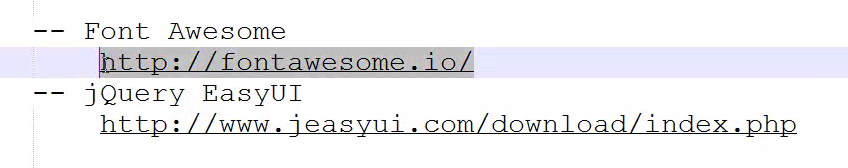 -- Font Awesome
http://fontawesome.io/
-- jQuery EasyUI
http://www.jeasyui.com/download/index.php